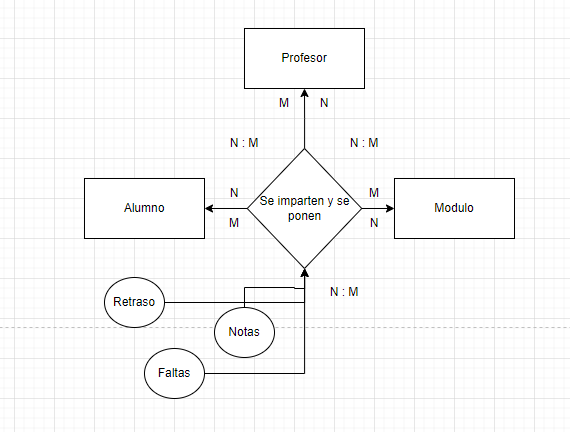 Profesor
M
N
N : M
N : M
Alumno
N
M
Se imparten y se
ponen
M
N
Modulo
Retraso
Notas
N : M
Faltas